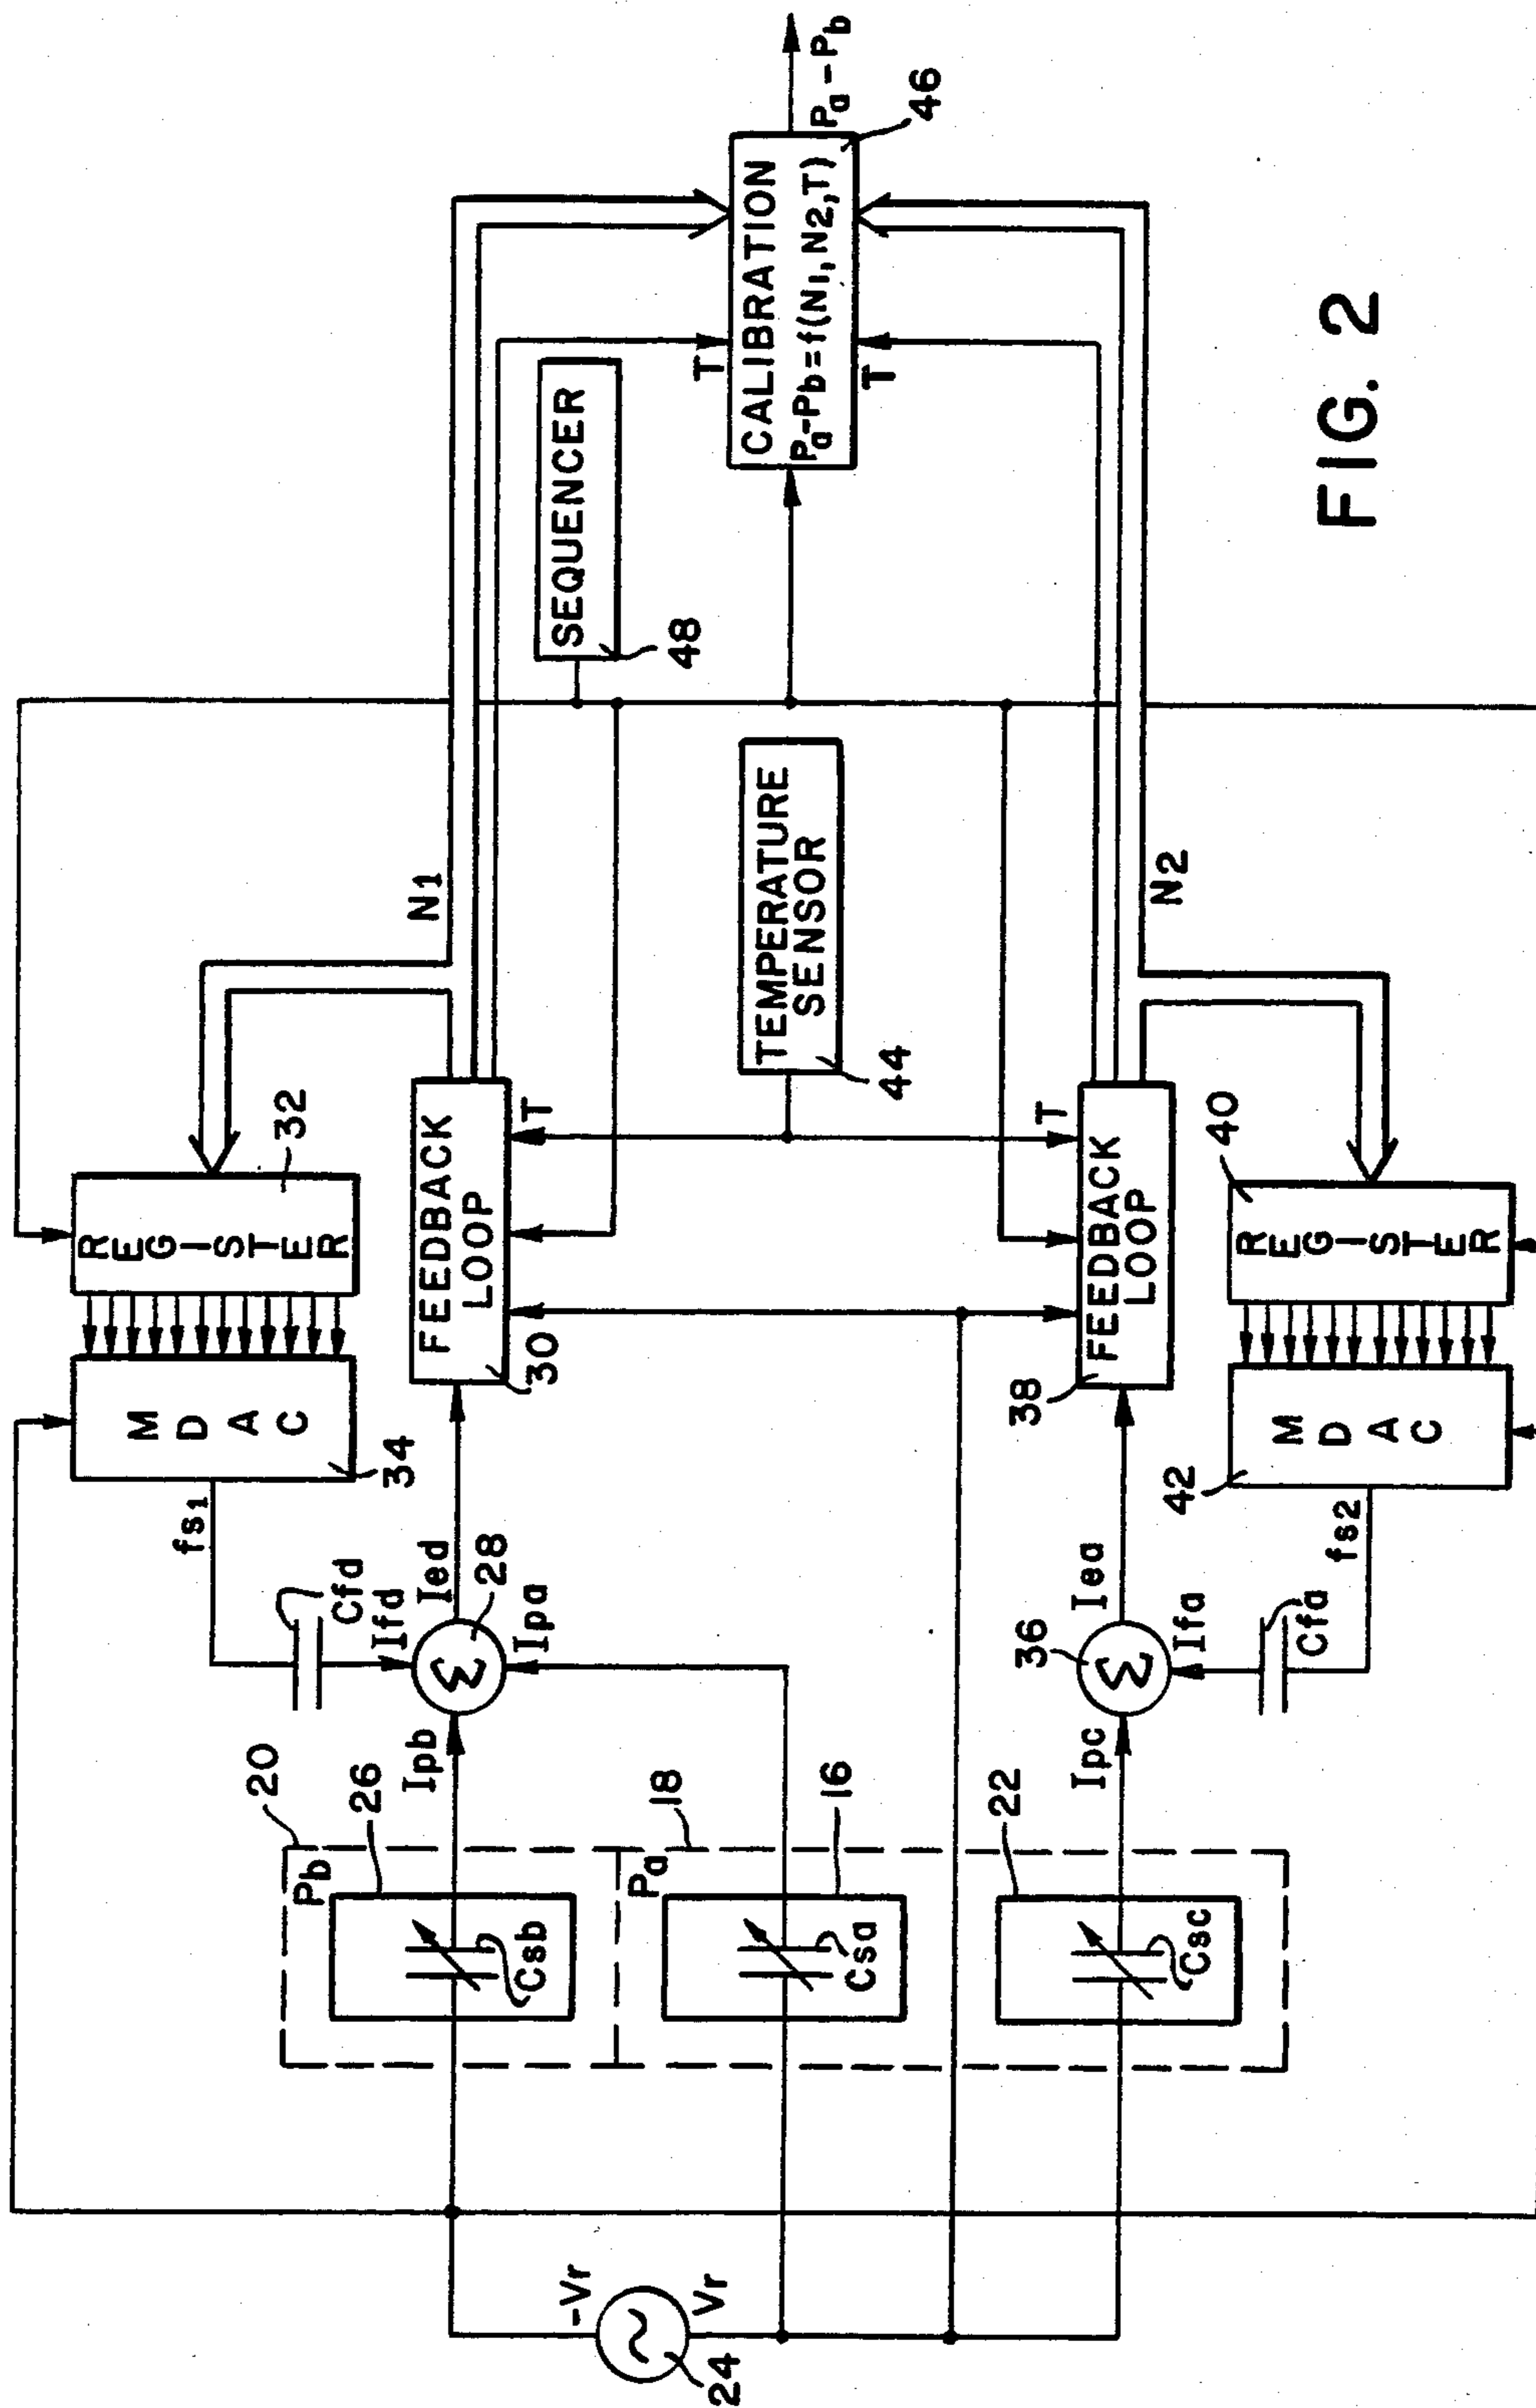 20
Pb
26
Csb
Ipb
18
Pa
16
Csa
22
Csc
Ipc
-Vr
Vr
24
fs1
Cfd
Ifd
Ied
28
Σ
Ipa
MDAC
34
REGISTER
32
FEEDBACK
LOOP
30
T
N1
36
Σ
Iea
Ifa
Cfa
fs2
MDAC
42
REGISTER
40
FEEDBACK
LOOP
38
T
N2
TEMPERATURE
SENSOR
44
SEQUENCER
48
T
CALIBRATION
Pa-Pb=f(N1,N2,T)
T
46
Pa-Pb
FIG. 2